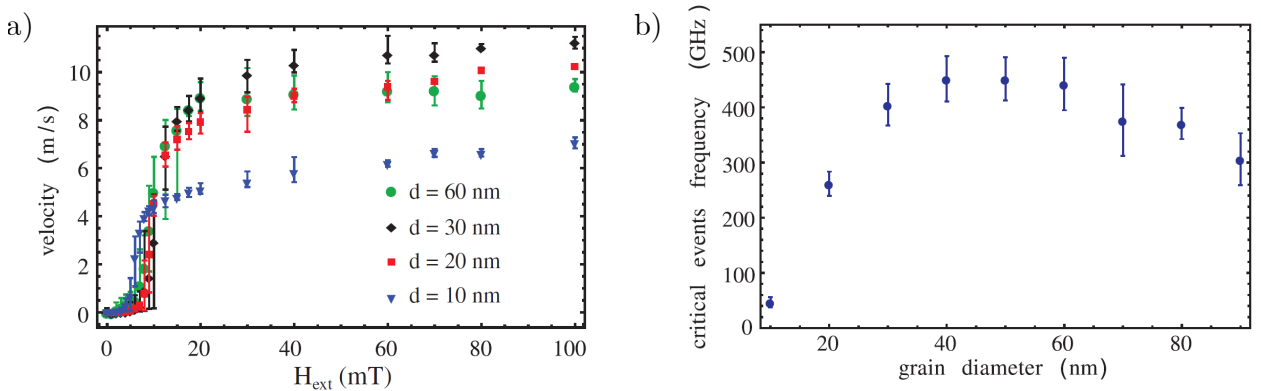 a)
velocity (m/s)
10
8
6
4
2
0
d = 60 nm
d = 30 nm
d = 20 nm
d = 10 nm
0 20 40 60 80 100
H_ext (mT)
b)
critical events frequency (GHz)
500
400
300
200
100
0
20 40 60 80
grain diameter (nm)